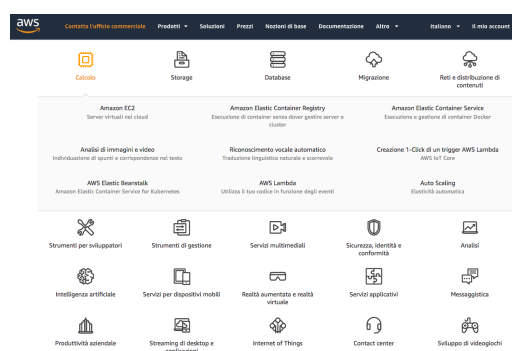 aws
Contatta l'ufficio commerciale Prodotti Soluzioni Prezzi Nozioni di base Documentazione Altro Italiano Il mio account
Calcolo Storage Database Migrazione Reti e distribuzione di
contenuti
Amazon EC2 Amazon Elastic Container Registry Amazon Elastic Container Service
Server virtuali nel cloud Esecuzione di container senza dover gestire server o Esecuzione e gestione di container Docker
cluster
Analisi di immagini e video Riconoscimento vocale automatico Creazione 1-Click di un trigger AWS Lambda
Individuazione di spunti e corrispondenze nel testo Traduzione linguistica naturale e scorrevole AWS IoT Core
AWS Elastic Beanstalk AWS Lambda Auto Scaling
Amazon Elastic Container Service for Kubernetes Utilizza il tuo codice in funzione degli eventi Elasticità automatica
Strumenti per sviluppatori Strumenti di gestione Servizi multimediali Sicurezza, identità e Analisi
conformità
Intelligenza artificiale Servizi per dispositivi mobili Realtà aumentata e realtà Servizi applicativi Messaggistica
virtuale
Produttività aziendale Streaming di desktop e Internet of Things Contact center Sviluppo di videogiochi
applicazioni